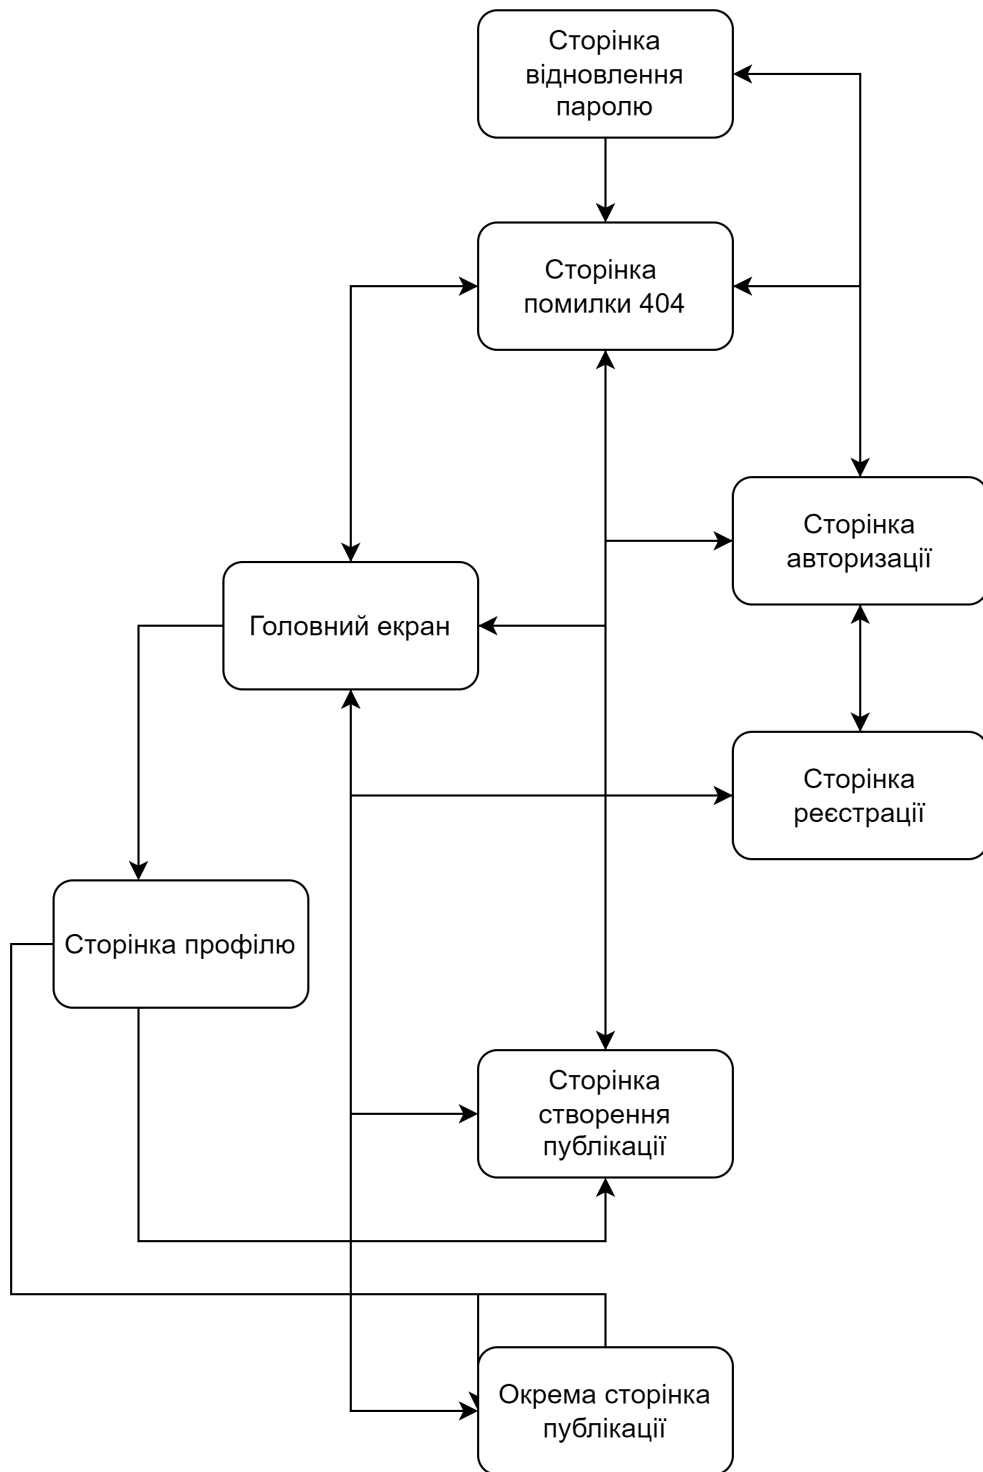 Сторінка
відновлення
паролю
Сторінка
помилки 404
Сторінка
авторизації
Головний екран
Сторінка
реєстрації
Сторінка профілю
Сторінка
створення
публікації
Окрема сторінка
публікації